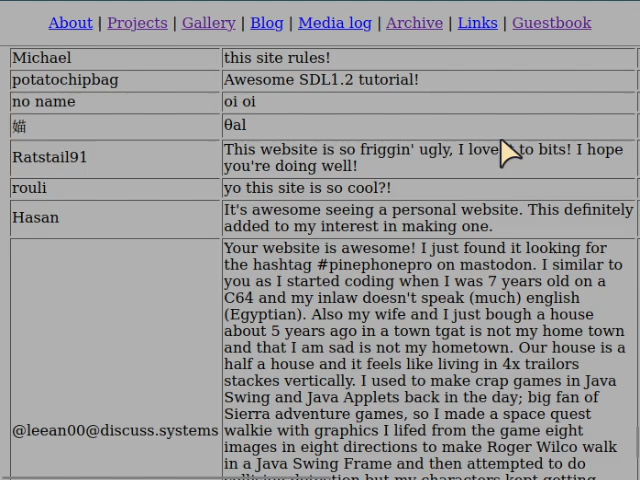 About | Projects | Gallery | Blog | Media log | Archive | Links | Guestbook
Michael this site rules!
potatochipbag Awesome SDL1.2 tutorial!
no name oi oi
媌 θal
Ratstail91 This website is so friggin' ugly, I love to bits! I hope
you're doing well!
rouli yo this site is so cool?!
Hasan It's awesome seeing a personal website. This definitely
added to my interest in making one.
@leean00@discuss.systems Your website is awesome! I just found it looking for
the hashtag #pinephonepro on mastodon. I similar to
you as I started coding when I was 7 years old on a
C64 and my inlaw doesn't speak (much) english
(Egyptian). Also my wife and I just bough a house
about 5 years ago in a town tgat is not my home town
and that I am sad is not my hometown. Our house is a
half a house and it feels like living in 4x trailors
stackes vertically. I used to make crap games in Java
Swing and Java Applets back in the day; big fan of
Sierra adventure games, so I made a space quest
walkie with graphics I lifed from the game eight
images in eight directions to make Roger Wilco walk
in a Java Swing Frame and then attempted to do
collision detection but my characters kept getting